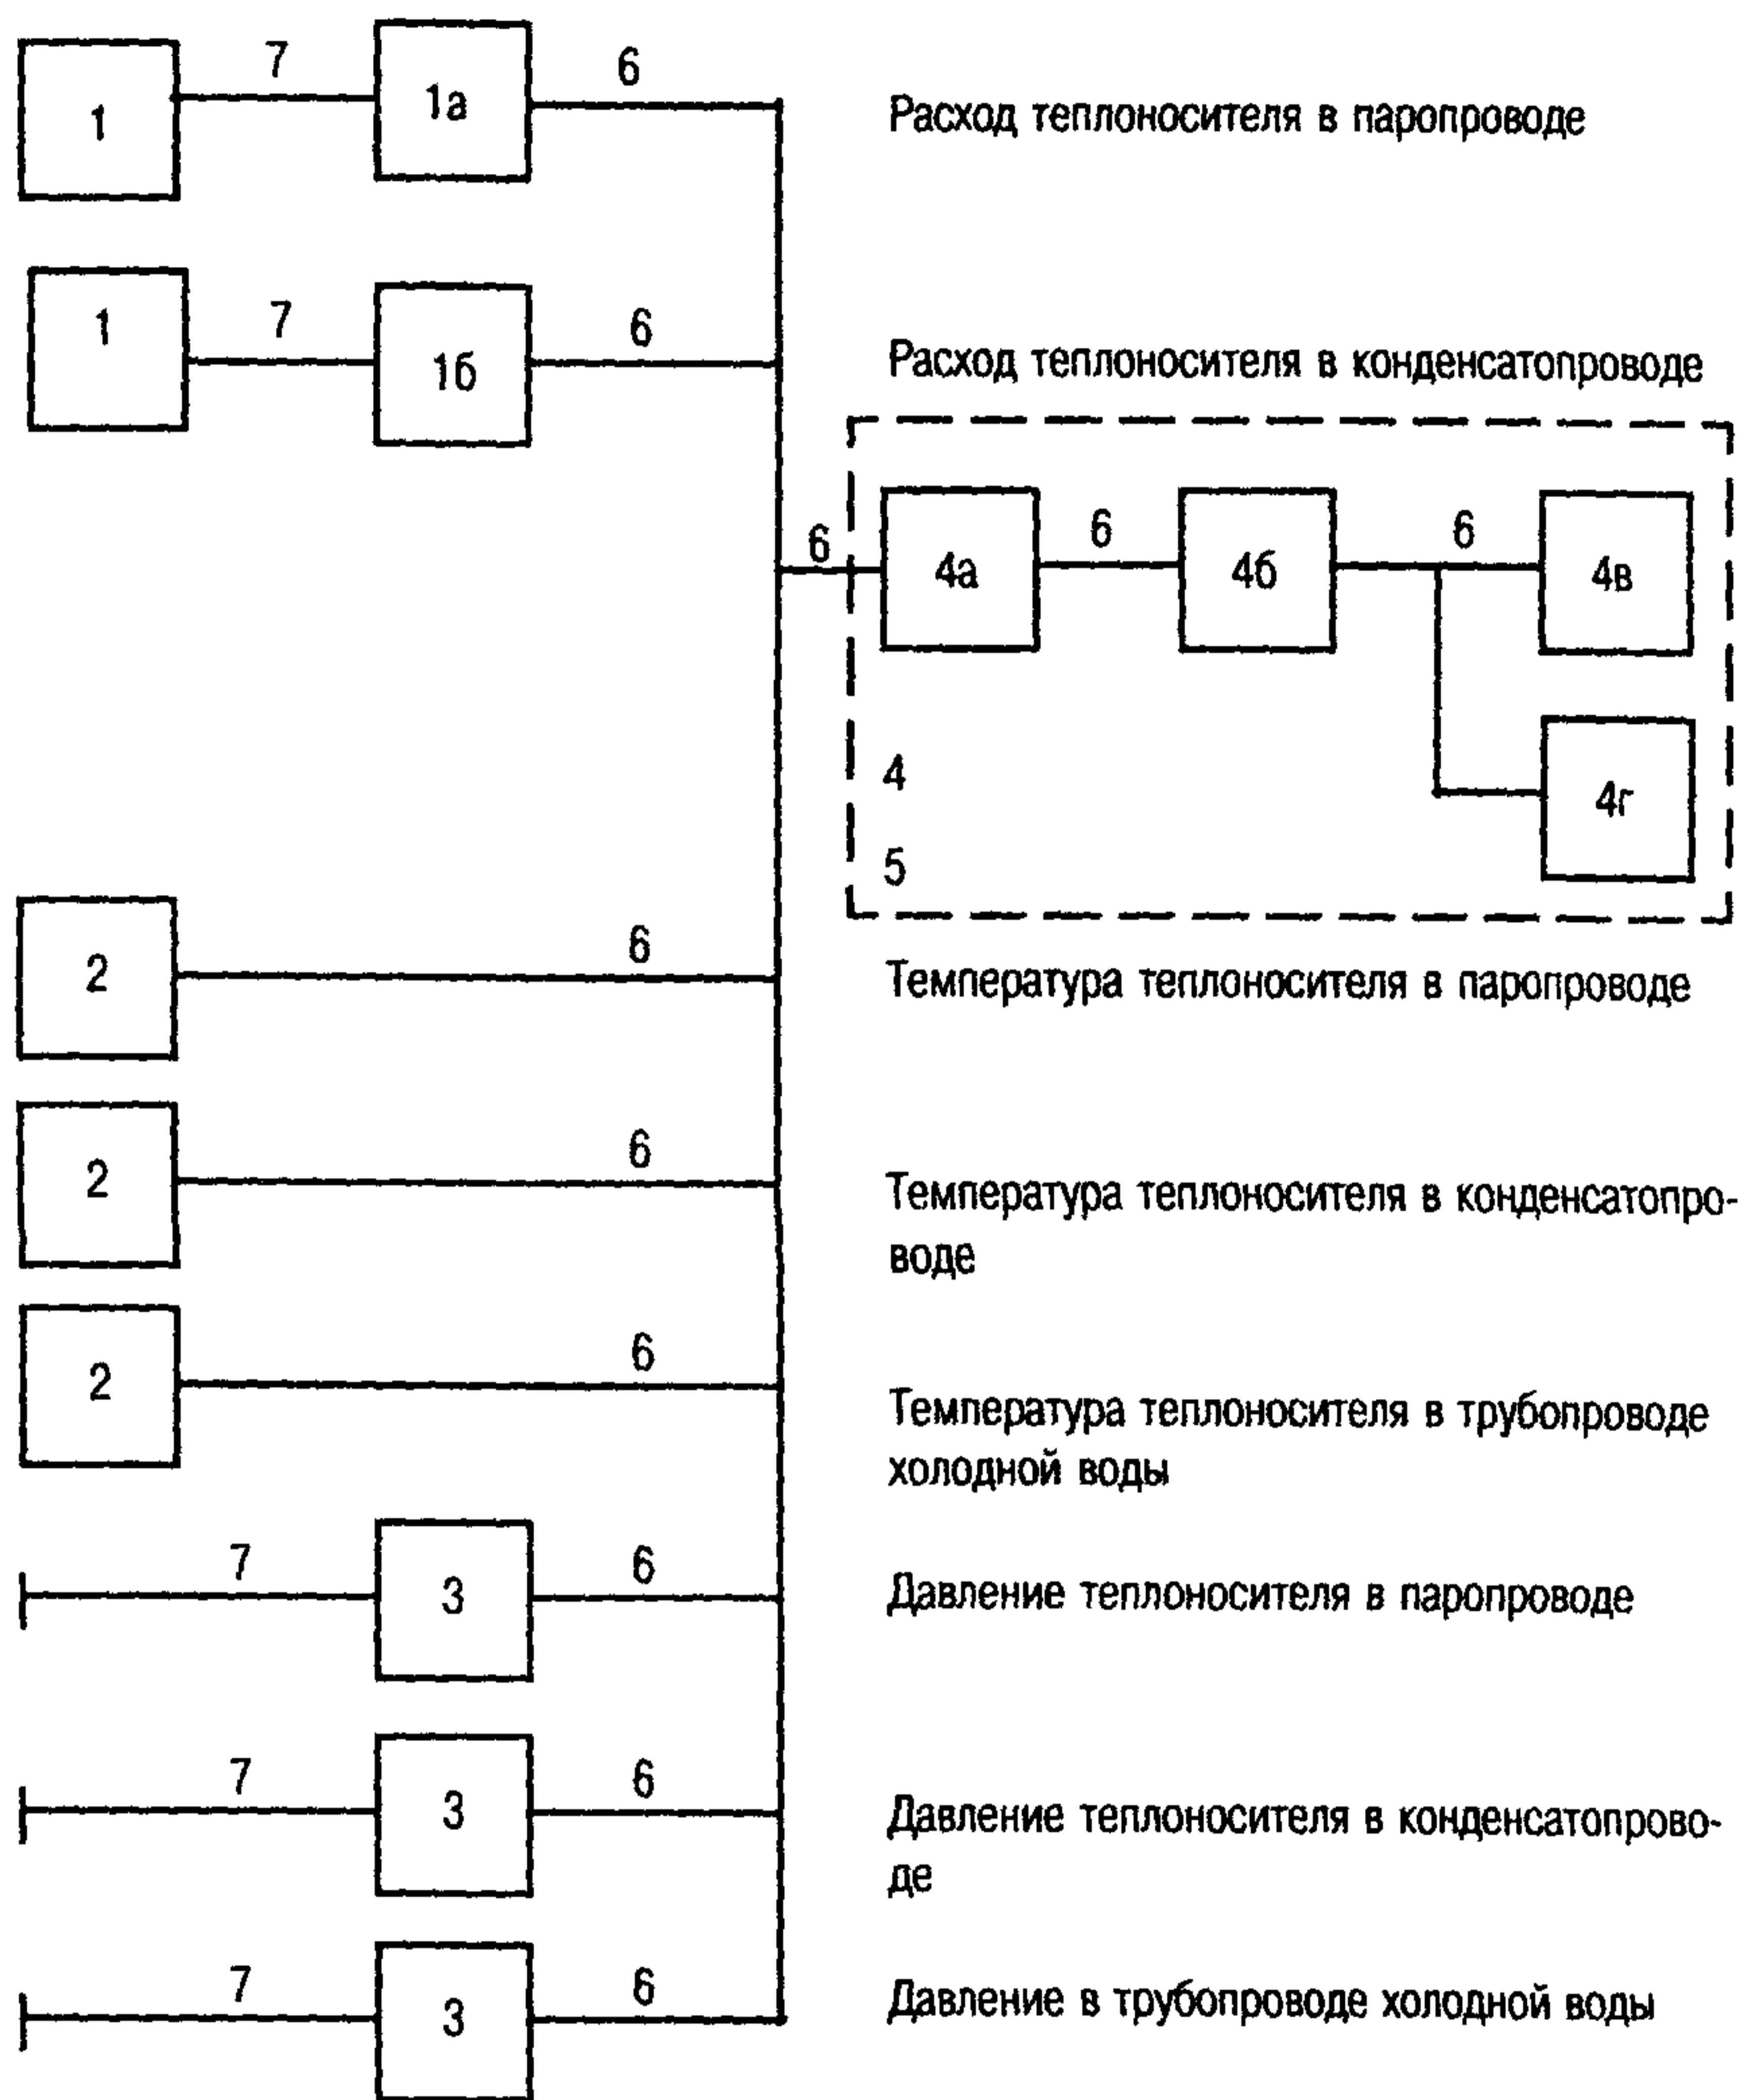 7
6
1
1а
Расход теплоносителя в паропроводе
1
7
1б
6
Расход теплоносителя в конденсатопроводе
6
4а
6
4б
6
4в
4
4г
5
2
6
Температура теплоносителя в паропроводе
2
6
Температура теплоносителя в конденсатопро-
воде
2
6
Температура теплоносителя в трубопроводе
холодной воды
7
3
6
Давление теплоносителя в паропроводе
7
3
6
Давление теплоносителя в конденсатопрово-
де
7
3
6
Давление в трубопроводе холодной воды